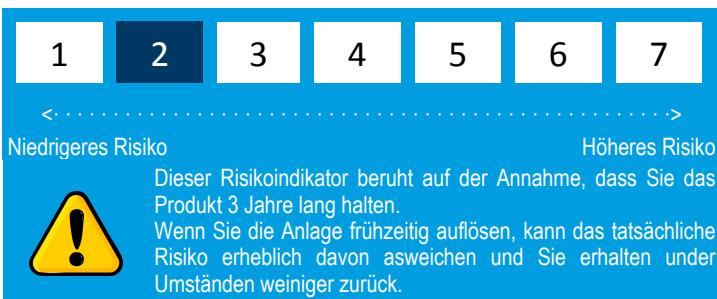 1 2 3 4 5 6 7
<· · · · · · · · · · · · · · · · · · · · · · · · · · · · · · · · · · · · · · · · · · · · · · · · · · · · · · · · · · · · · ·>
Niedrigeres Risiko Höheres Risiko
Dieser Risikoindikator beruht auf der Annahme, dass Sie das
Produkt 3 Jahre lang halten.
Wenn Sie die Anlage frühzeitig auflösen, kann das tatsächliche
Risiko erheblich davon asweichen und Sie erhalten under
Umständen weiniger zurück.